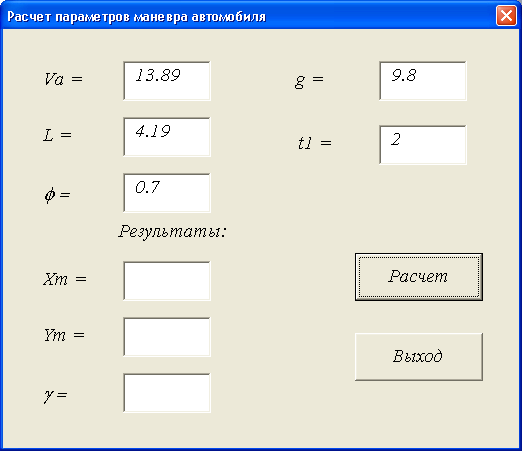 Расчет параметров маневра автомобиля
Va = 13.89 g = 9.8
L = 4.19 t1 = 2
ϕ = 0.7
Результаты:
Xm =
Расчет
Ym =
Выход
γ =